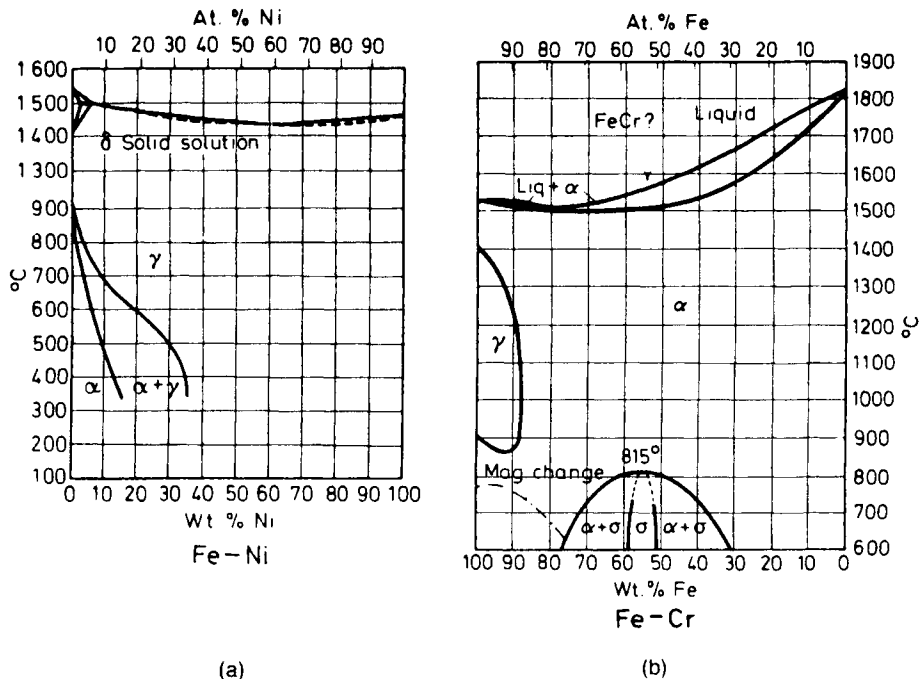 At. % Ni
10 20 30 40 50 60 70 80 90
1 600
1 500
1 400
1 300
900
800
700
600
500
400
300
200
100
°C
δ Solid solution
γ
α
α+γ
0 10 20 30 40 50 60 70 80 90 100
Wt % Ni
Fe-Ni
(a)
At. % Fe
90 80 70 60 50 40 30 20 10
1900
1800
1700
1600
1500
1400
1300
1200
1100
1000
900
800
700
600
°C
FeCr? Liquid
Liq + α
γ
α
815°
Mag change
α+σ σ α+σ
100 90 80 70 60 50 40 30 20 10 0
Wt.% Fe
Fe-Cr
(b)